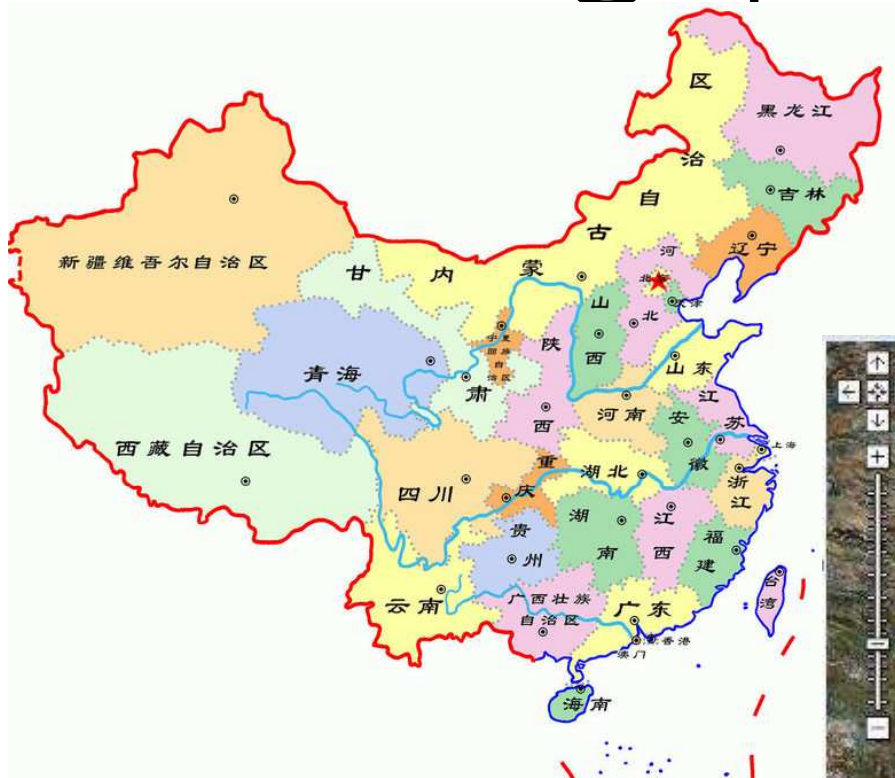 黑龙江
吉林
辽宁
内蒙古自治区
新疆维吾尔自治区
甘肃
青海
西藏自治区
宁夏回族自治区
陕西
山西
河北
北京
天津
山东
河南
江苏
安徽
上海
浙江
四川
重庆
湖北
湖南
江西
福建
贵州
云南
广西壮族
自治区
广东
香港
澳门
台湾
海南